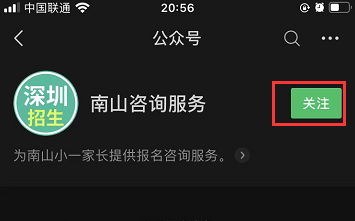 中国联通 20:56
公众号
深圳
招生
南山咨询服务
关注
为南山小一家长提供报名咨询服务。